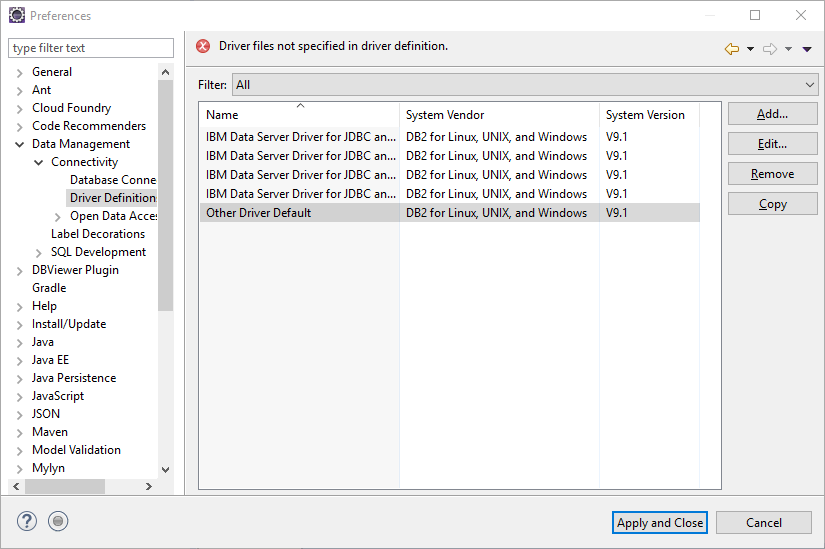 Preferences
type filter text
General
Ant
Cloud Foundry
Code Recommenders
Data Management
Connectivity
Database Conne
Driver Definitions
Open Data Acces
Label Decorations
SQL Development
DBViewer Plugin
Gradle
Help
Install/Update
Java
Java EE
Java Persistence
JavaScript
JSON
Maven
Model Validation
Mylyn
Driver files not specified in driver definition.
Filter: All
Name System Vendor System Version
IBM Data Server Driver for JDBC an... DB2 for Linux, UNIX, and Windows V9.1
IBM Data Server Driver for JDBC an... DB2 for Linux, UNIX, and Windows V9.1
IBM Data Server Driver for JDBC an... DB2 for Linux, UNIX, and Windows V9.1
IBM Data Server Driver for JDBC an... DB2 for Linux, UNIX, and Windows V9.1
Other Driver Default DB2 for Linux, UNIX, and Windows V9.1
Add...
Edit...
Remove
Copy
?
Apply and Close
Cancel